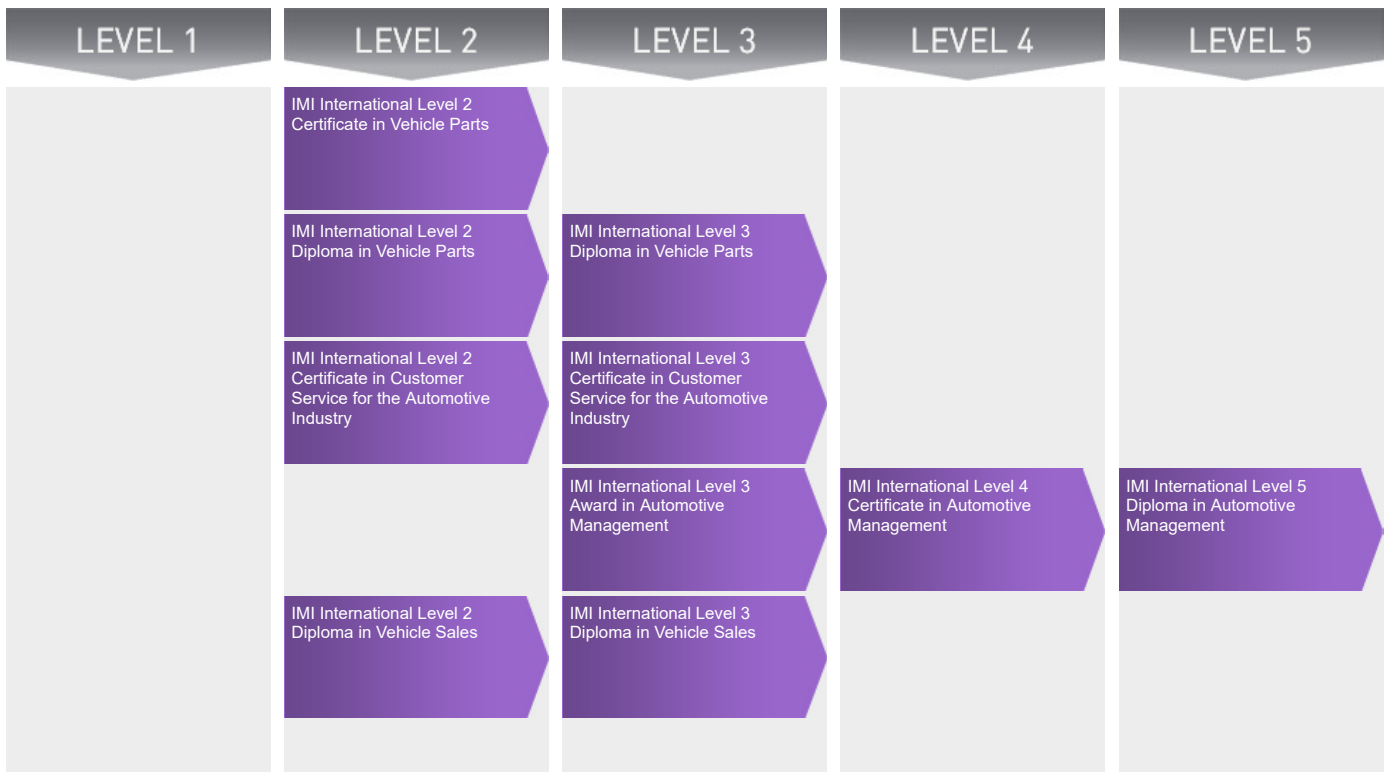 LEVEL 1
LEVEL 2
LEVEL 3
LEVEL 4
LEVEL 5
IMI International Level 2
Certificate in Vehicle Parts
IMI International Level 2
Diploma in Vehicle Parts
IMI International Level 3
Diploma in Vehicle Parts
IMI International Level 2
Certificate in Customer
Service for the Automotive
Industry
IMI International Level 3
Certificate in Customer
Service for the Automotive
Industry
IMI International Level 3
Award in Automotive
Management
IMI International Level 4
Certificate in Automotive
Management
IMI International Level 5
Diploma in Automotive
Management
IMI International Level 2
Diploma in Vehicle Sales
IMI International Level 3
Diploma in Vehicle Sales